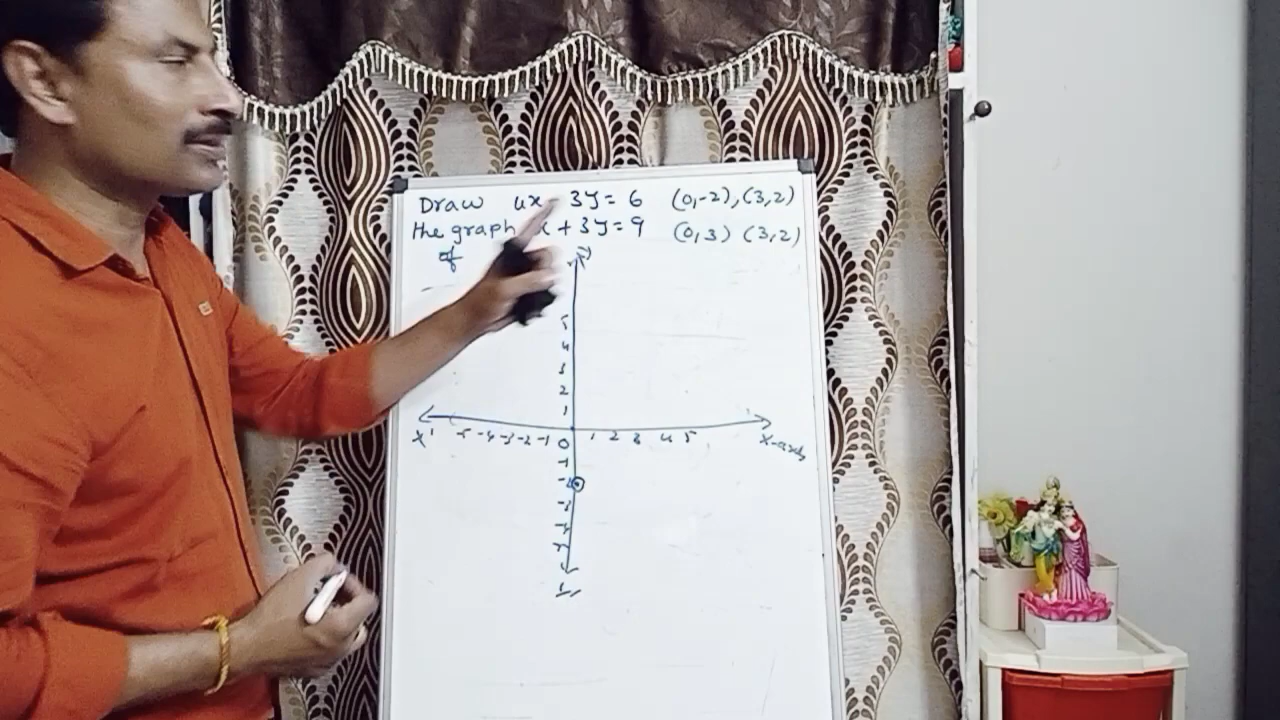 Draw 4x - 3y = 6 (0,-2), (3,2)
the graph x + 3y = 9 (0,3) (3,2)
of
5
4
3
2
1
x' -5 -4 -3 -2 -1 0 1 2 3 4 5 x-axis
-1
-2
-3
-4
-5